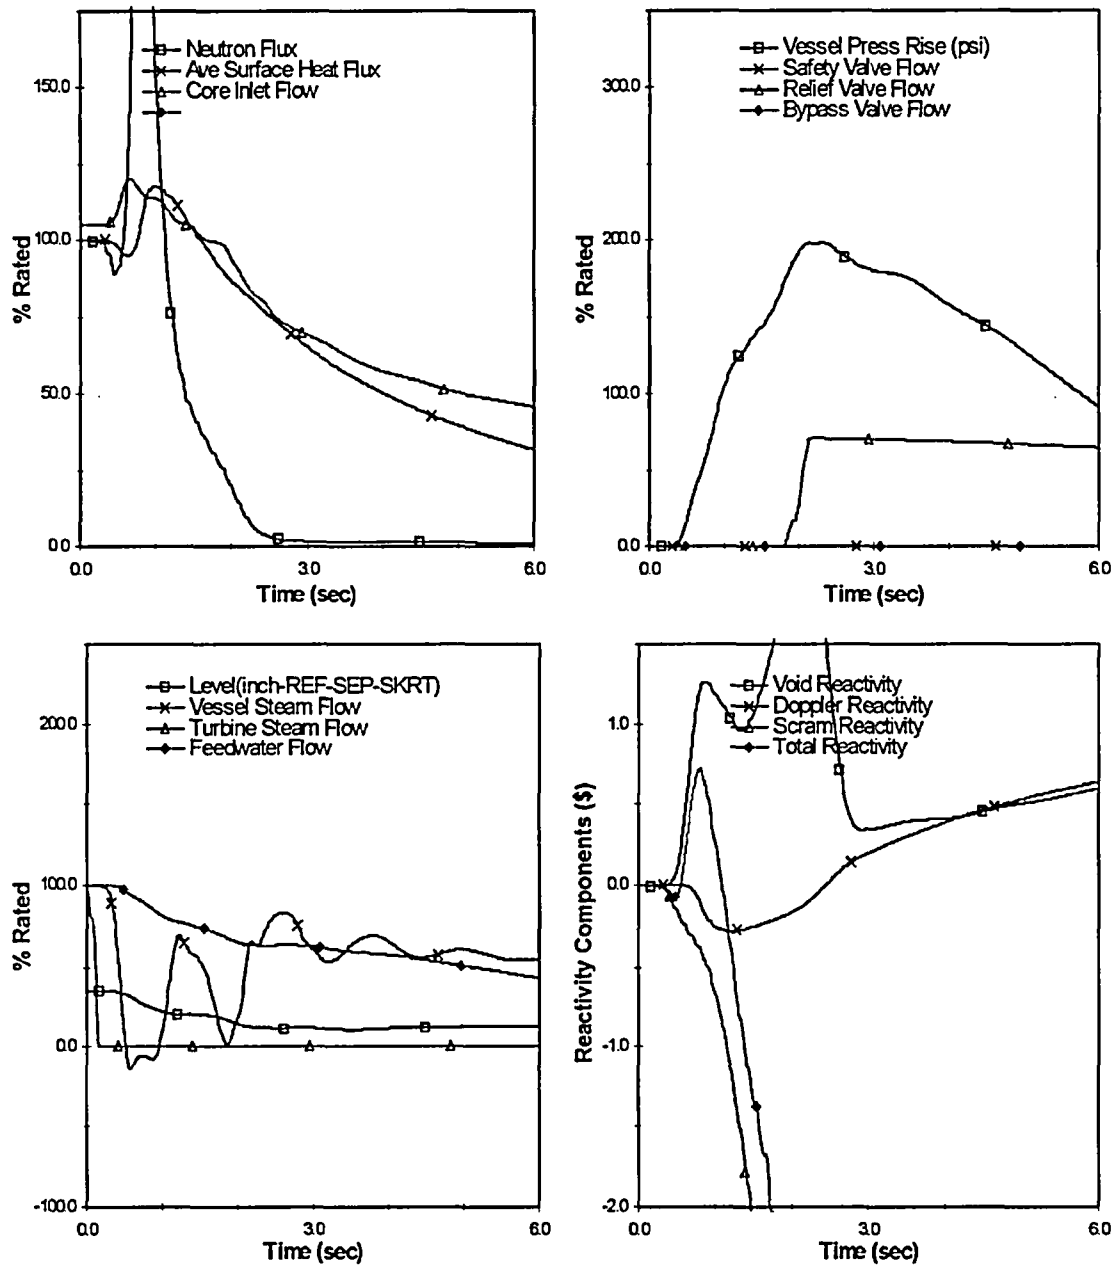 Neutron Flux
Ave Surface Heat Flux
Core Inlet Flow
150.0
100.0
50.0
0.0
% Rated
0.0 3.0 6.0
Time (sec)
Vessel Press Rise (psi)
Safety Valve Flow
Relief Valve Flow
Bypass Valve Flow
300.0
200.0
100.0
0.0
% Rated
0.0 3.0 6.0
Time (sec)
Level(inch-REF-SEP-SKRT)
Vessel Steam Flow
Turbine Steam Flow
Feedwater Flow
200.0
100.0
0.0
-100.0
% Rated
0.0 3.0 6.0
Time (sec)
Void Reactivity
Doppler Reactivity
Scram Reactivity
Total Reactivity
1.0
0.0
-1.0
-2.0
Reactivity Components ($)
0.0 3.0 6.0
Time (sec)